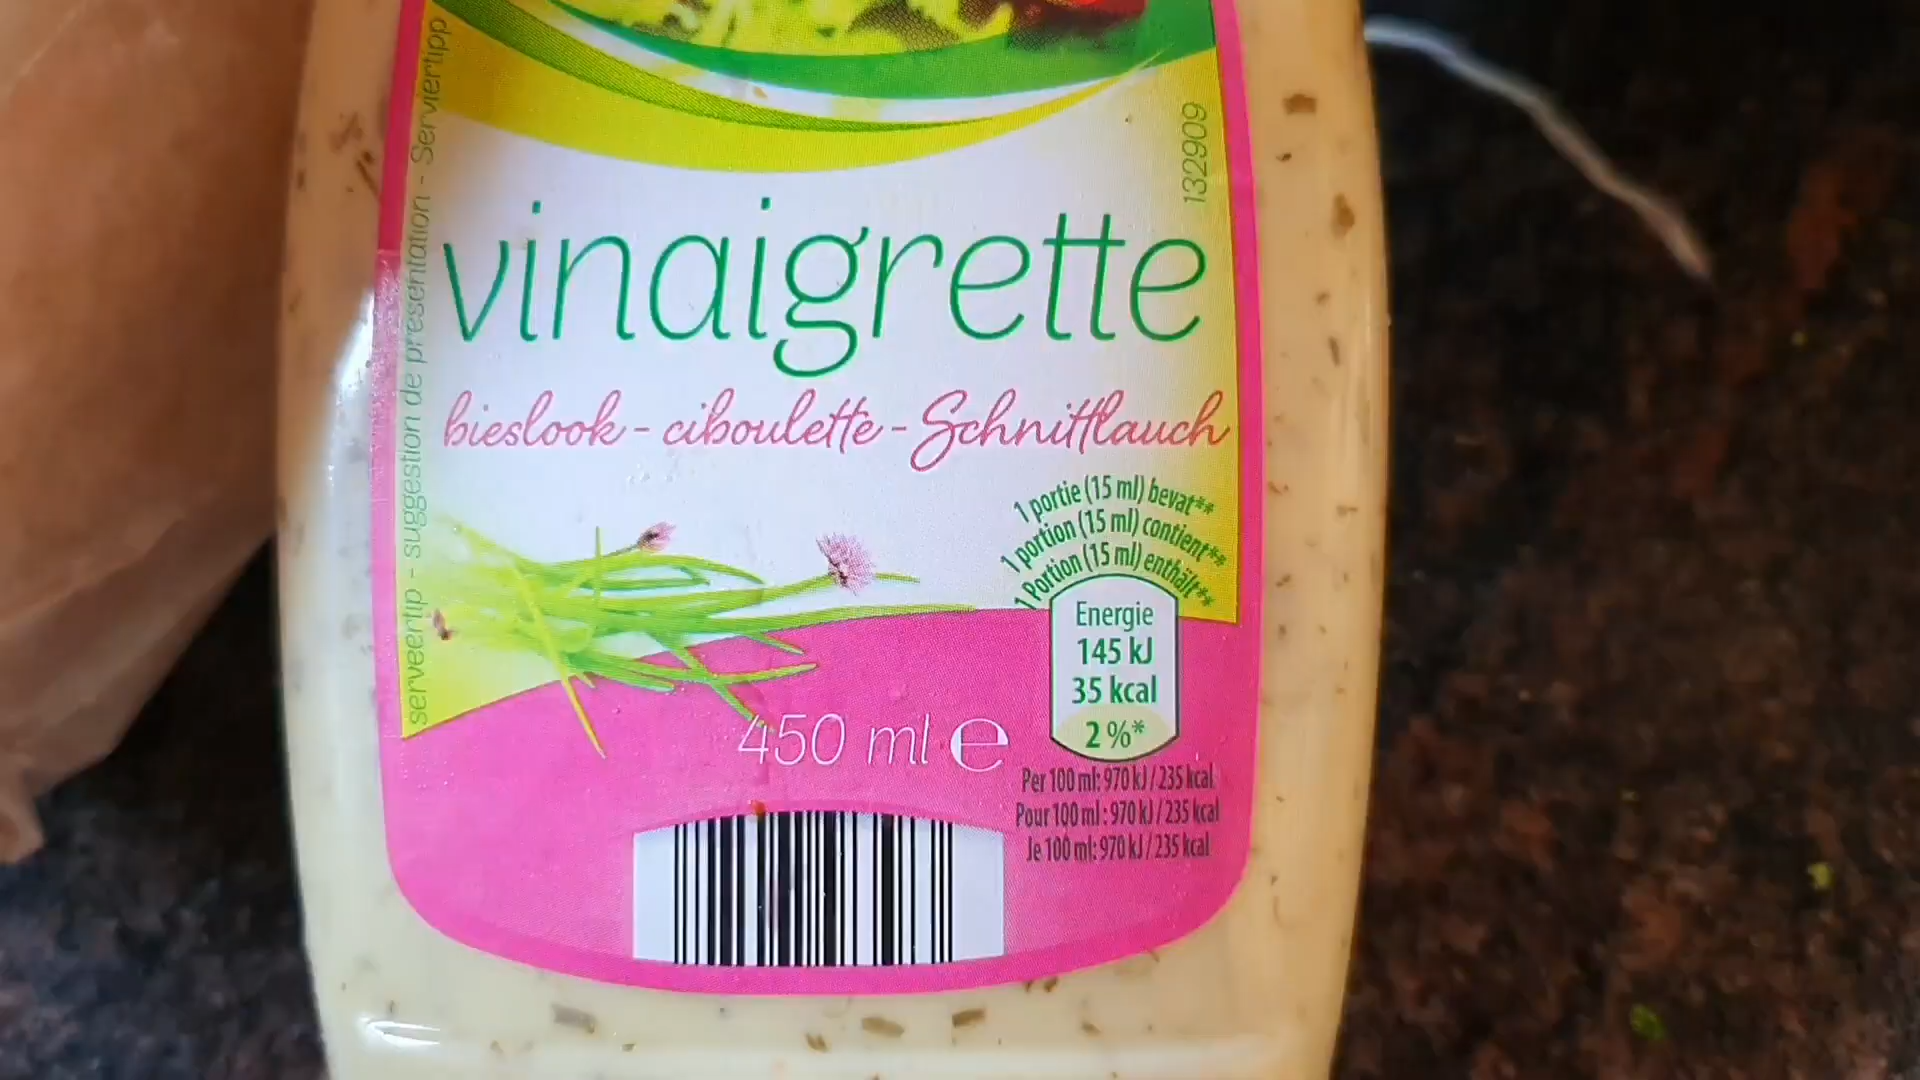 serveertip - suggestion de présentation - Serviertipp
132909
vinaigrette
bieslook - ciboulette - Schnittlauch
1 portie (15 ml) bevat**
1 portion (15 ml) contient**
1 Portion (15 ml) enthält**
Energie
145 kJ
35 kcal
2 %*
450 ml e
Per 100 ml: 970 kJ / 235 kcal
Pour 100 ml : 970 kJ / 235 kcal
Je 100 ml: 970 kJ / 235 kcal